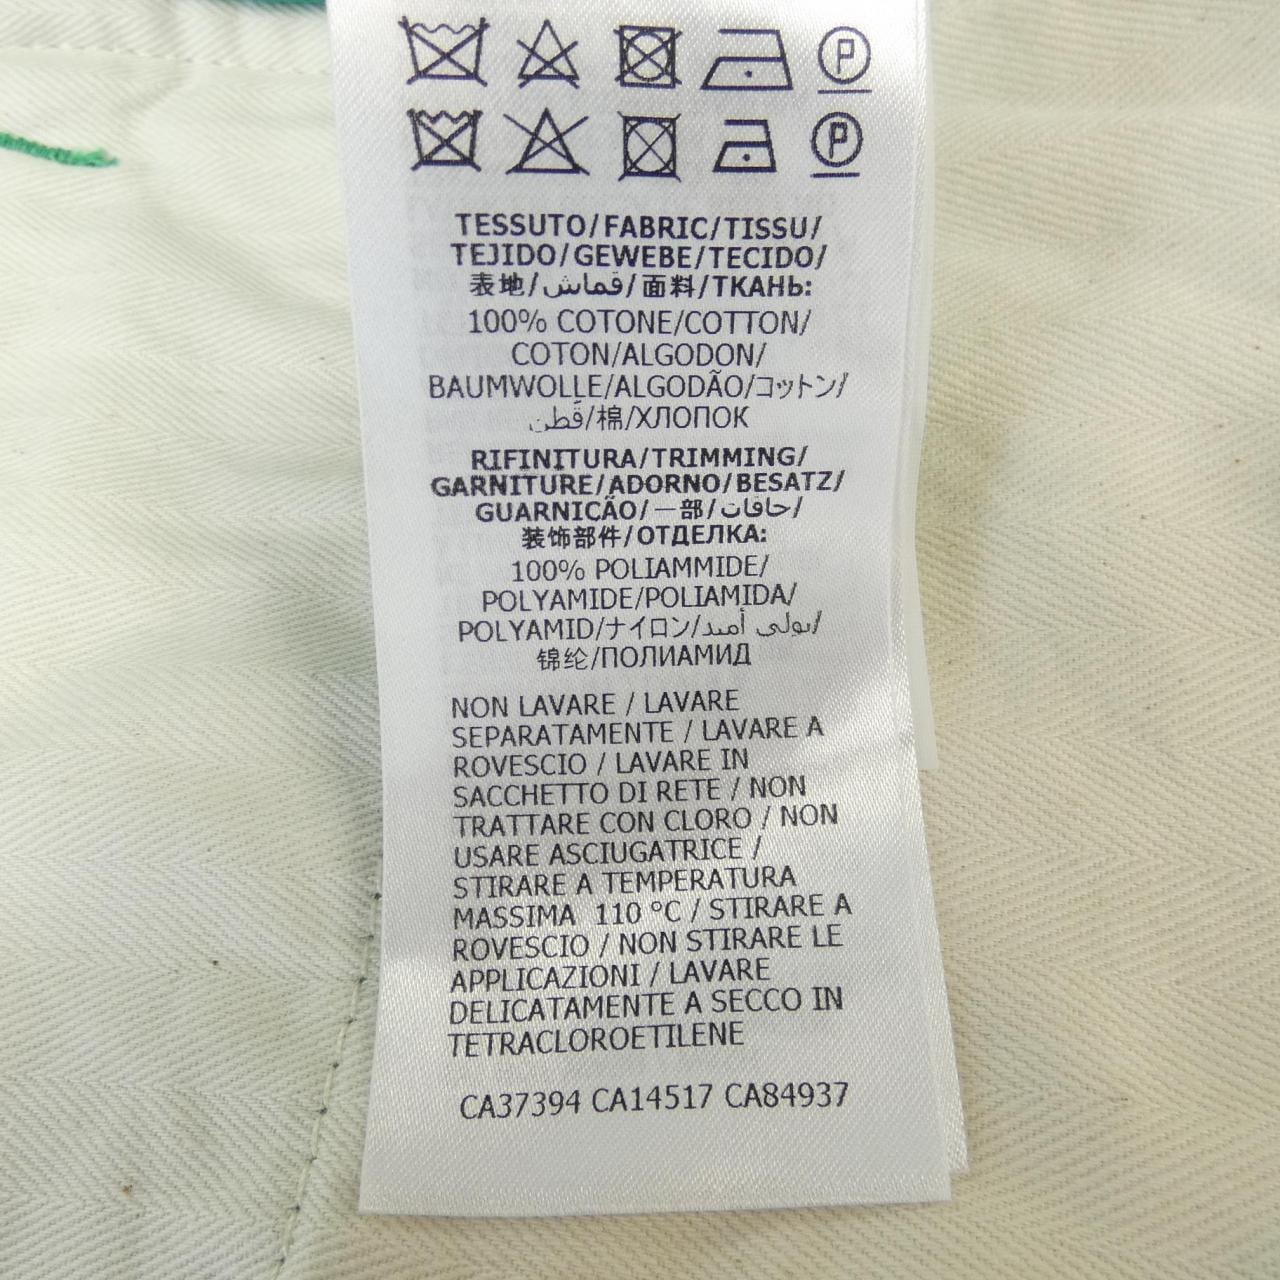 P
P
TESSUTO/FABRIC/TISSU/
TEJIDO/GEWEBE/TECIDO/
表地/قماش/面料/ТКАНЬ:
100% COTONE/COTTON/
COTON/ALGODON/
BAUMWOLLE/ALGODÃO/コットン/
قطن/棉/ХЛОПОК
RIFINITURA/TRIMMING/
GARNITURE/ADORNO/BESATZ/
GUARNICÃO/一部/حافات/
装饰部件/ОТДЕЛКА:
100% POLIAMMIDE/
POLYAMIDE/POLIAMIDA/
POLYAMID/ナイロン/بولي أميد/
锦纶/ПОЛИАМИД
NON LAVARE / LAVARE
SEPARATAMENTE / LAVARE A
ROVESCIO / LAVARE IN
SACCHETTO DI RETE / NON
TRATTARE CON CLORO / NON
USARE ASCIUGATRICE /
STIRARE A TEMPERATURA
MASSIMA 110 °C / STIRARE A
ROVESCIO / NON STIRARE LE
APPLICAZIONI / LAVARE
DELICATAMENTE A SECCO IN
TETRACLOROETILENE
CA37394 CA14517 CA84937